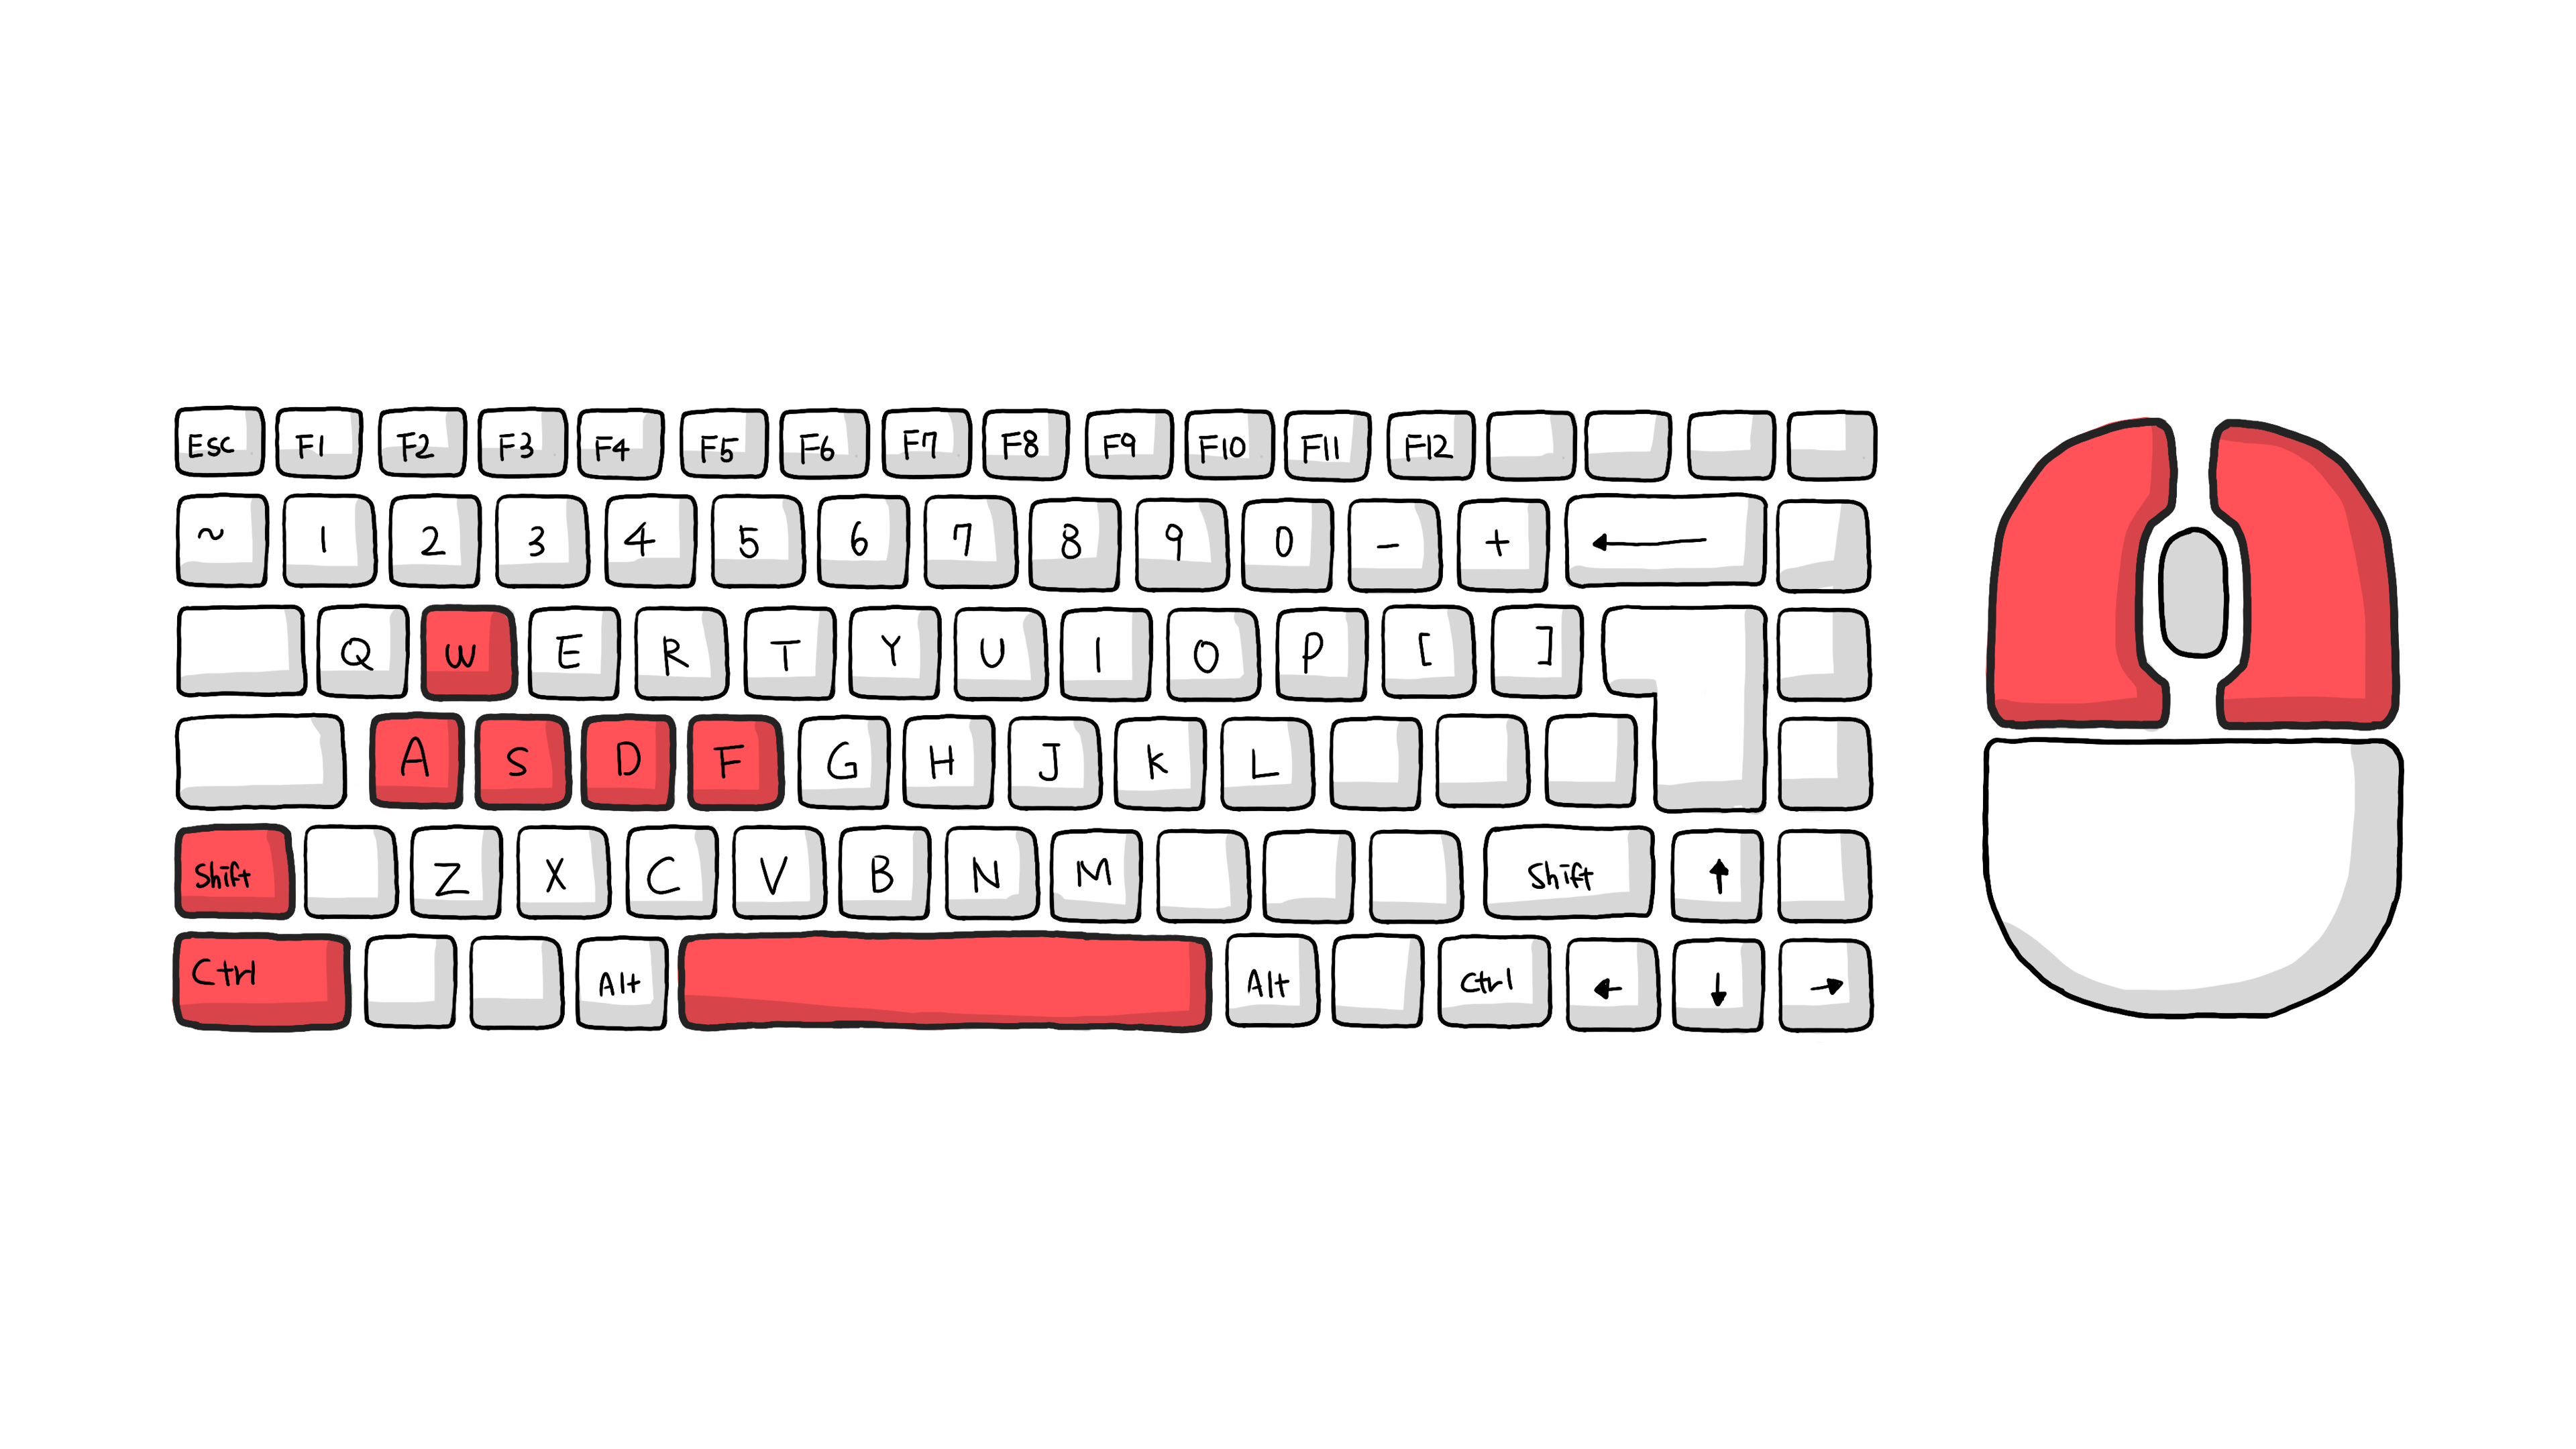 Esc F1 F2 F3 F4 F5 F6 F7 F8 F9 F10 F11 F12
~ 1 2 3 4 5 6 7 8 9 0 - + ←
Q W E R T Y U I O P [ ]
A S D F G H J K L
Shift Z X C V B N M Shift ↑
Ctrl Alt Alt Ctrl ← ↓ →